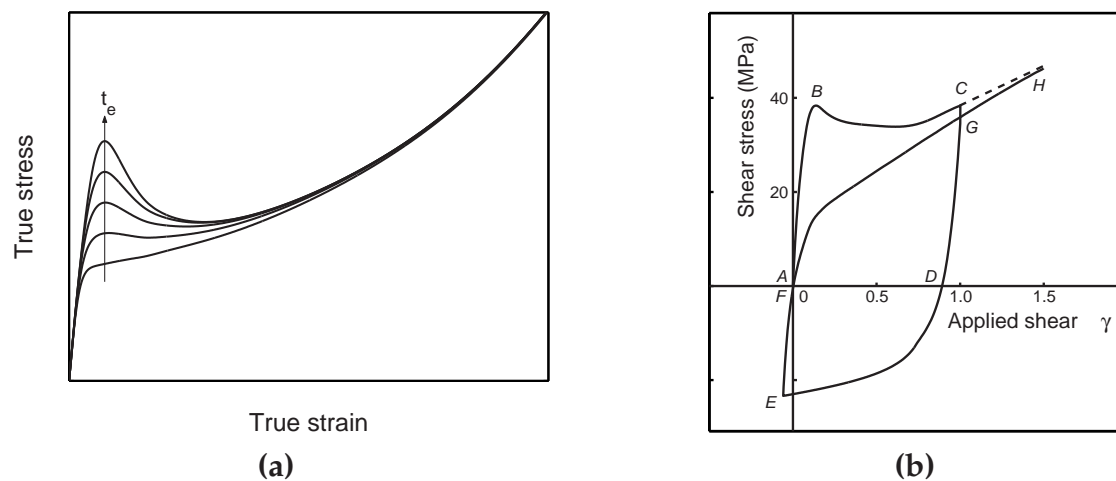 t_e
True stress
True strain
(a)
Shear stress (MPa)
40
20
B
C
H
G
A
F
0
0.5
D
1.0
1.5
Applied shear γ
E
(b)